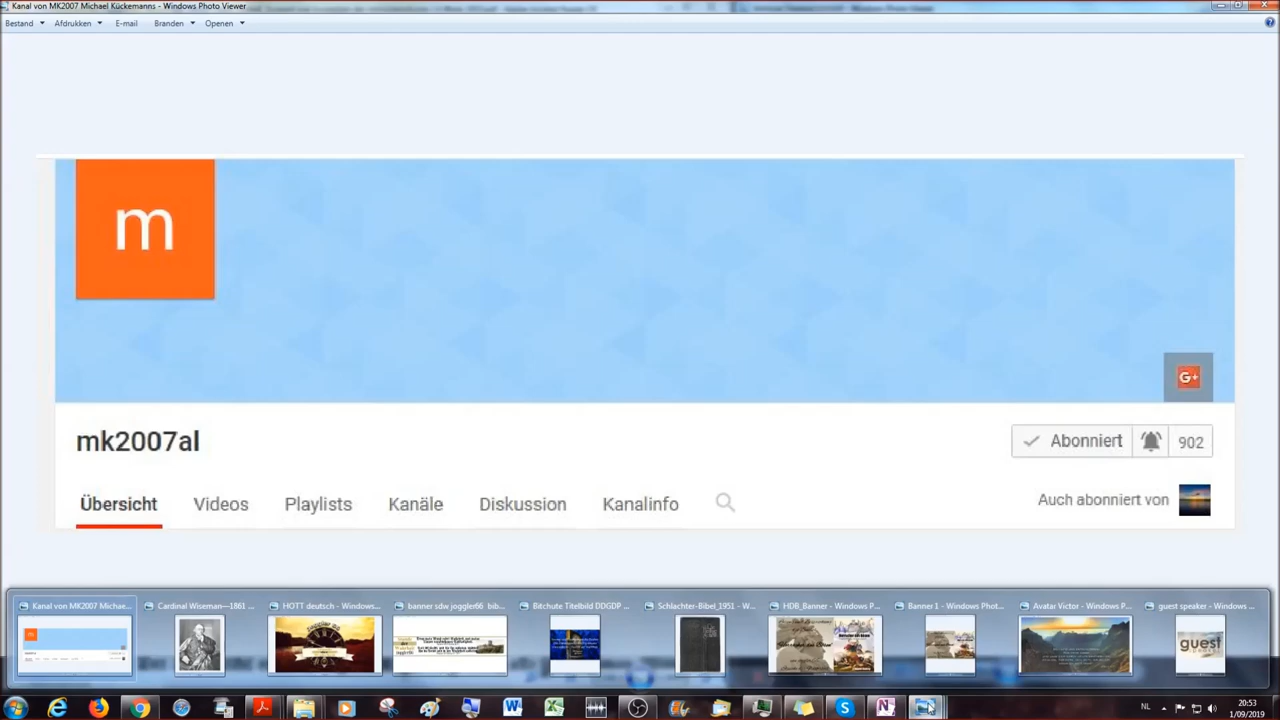 Kanal von MK2007 Michael Kückemanns - Windows Photo Viewer
Bestand Afdrukken E-mail Branden Openen
m
G+
mk2007al
Abonniert 902
Übersicht Videos Playlists Kanäle Diskussion Kanalinfo
Auch abonniert von
Kanal von MK2007 Michae... Cardinal Wiseman---1861 ... HOTT deutsch - Windows... banner sdw joggler66 bib... Bitchute Titelbild DDGDP ... Schlachter-Bibel_1951 - W... HDB_Banner - Windows P... Banner 1 - Windows Phot... Avatar Victor - Windows P... guest speaker - Windows ...
guest
NL 20:53
1/09/2019